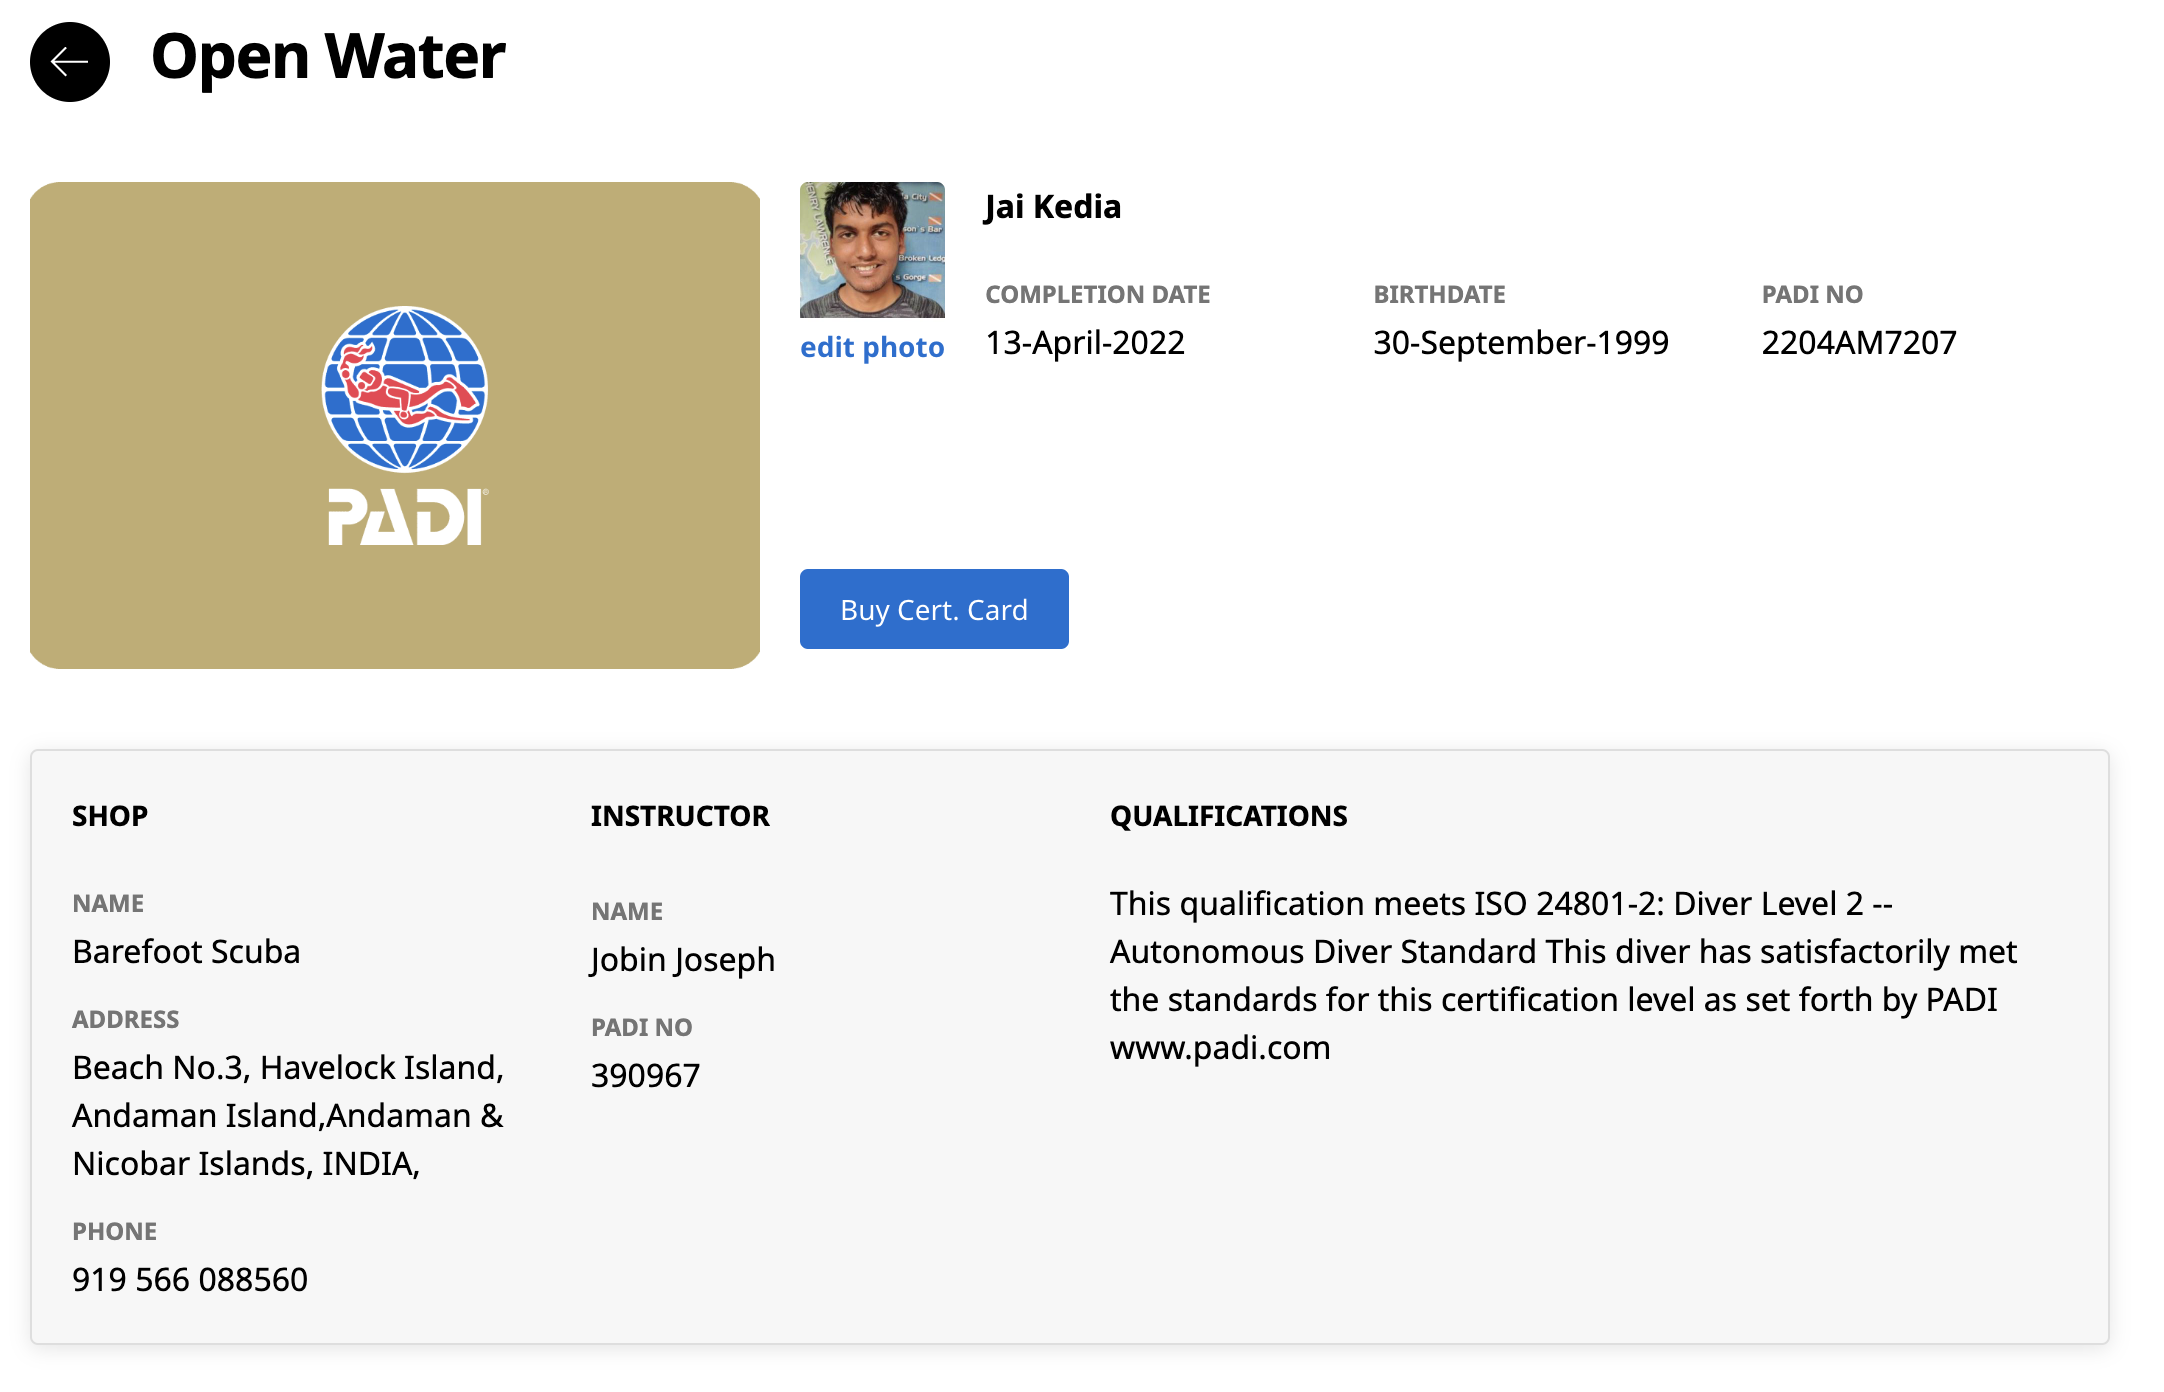 Open Water
PADI
Jai Kedia
edit photo
COMPLETION DATE
13-April-2022
BIRTHDATE
30-September-1999
PADI NO
2204AM7207
Buy Cert. Card
SHOP
NAME
Barefoot Scuba
ADDRESS
Beach No.3, Havelock Island,
Andaman Island,Andaman &
Nicobar Islands, INDIA,
PHONE
919 566 088560
INSTRUCTOR
NAME
Jobin Joseph
PADI NO
390967
QUALIFICATIONS
This qualification meets ISO 24801-2: Diver Level 2 --
Autonomous Diver Standard This diver has satisfactorily met
the standards for this certification level as set forth by PADI
www.padi.com